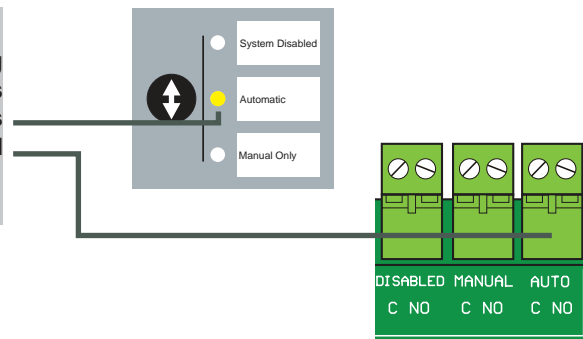 System Disabled
Automatic
Manual Only
DISABLED MANUAL AUTO
C NO C NO C NO